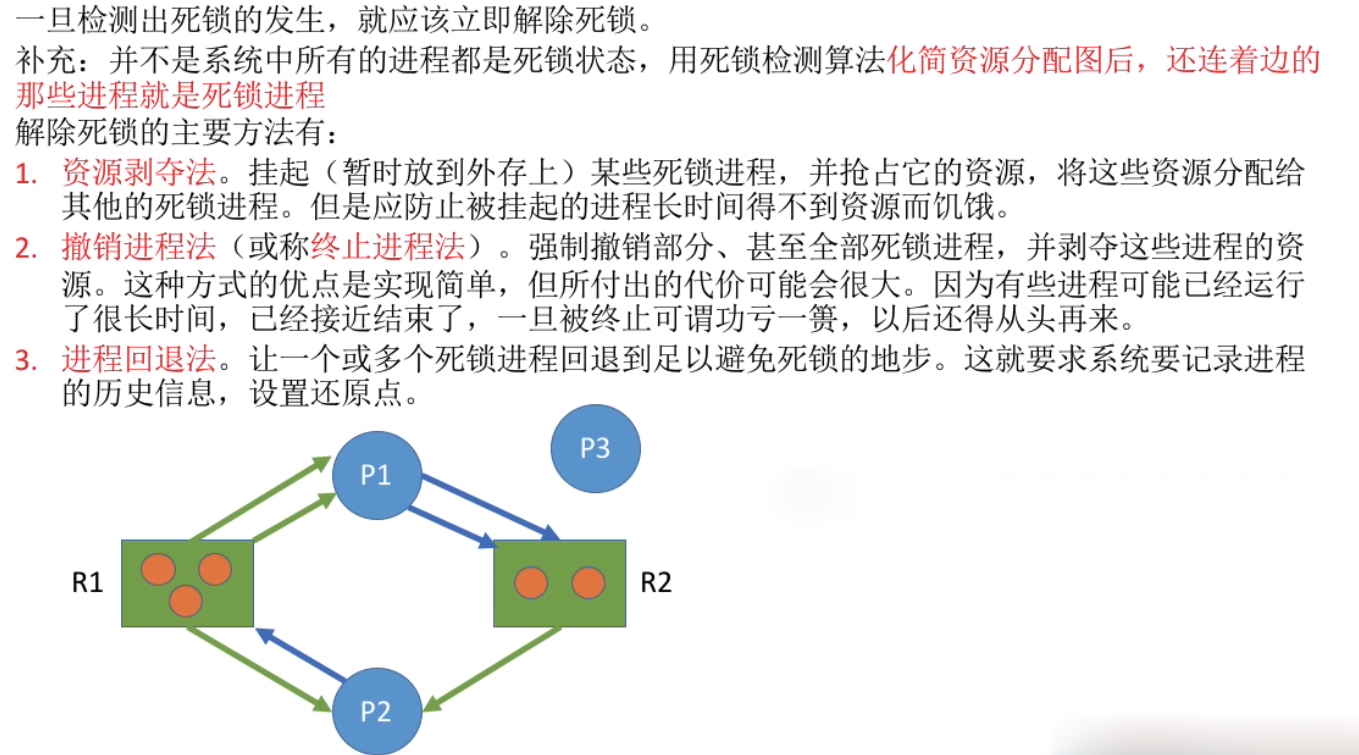 一旦检测出死锁的发生，就应该立即解除死锁。
补充：并不是系统中所有的进程都是死锁状态，用死锁检测算法化简资源分配图后，还连着边的
那些进程就是死锁进程
解除死锁的主要方法有：
1. 资源剥夺法。挂起（暂时放到外存上）某些死锁进程，并抢占它的资源，将这些资源分配给
其他的死锁进程。但是应防止被挂起的进程长时间得不到资源而饥饿。
2. 撤销进程法（或称终止进程法）。强制撤销部分、甚至全部死锁进程，并剥夺这些进程的资
源。这种方式的优点是实现简单，但所付出的代价可能会很大。因为有些进程可能已经运行
了很长时间，已经接近结束了，一旦被终止可谓功亏一篑，以后还得从头再来。
3. 进程回退法。让一个或多个死锁进程回退到足以避免死锁的地步。这就要求系统要记录进程
的历史信息，设置还原点。
P3
P1
R1
R2
P2